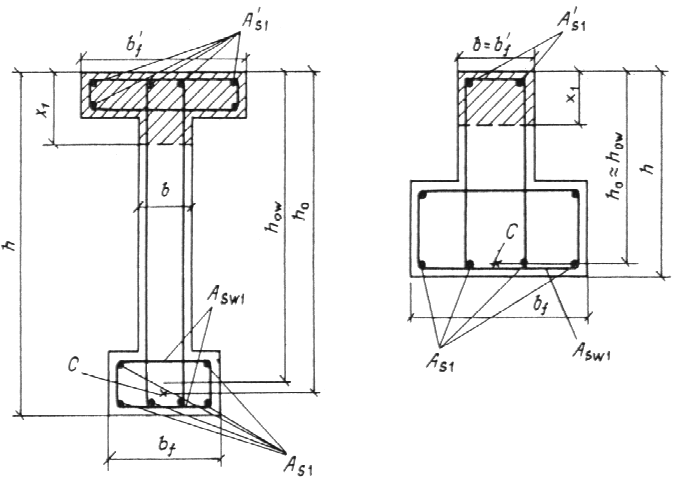 A's1
b'f
x1
b
h
how
h0
Asw1
C
bf
As1
A's1
b = b'f
x1
h0 ≈ how
h
C
bf
As1
Asw1